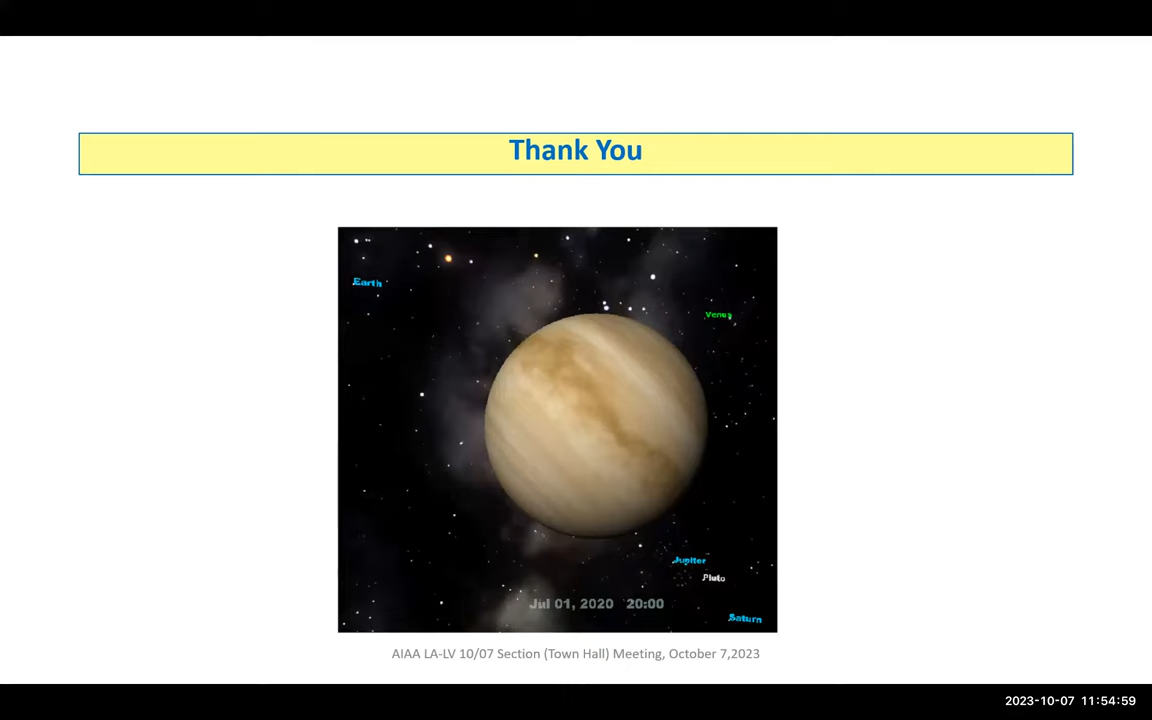 Thank You
Earth
Venus
Jupiter
Pluto
Jul 01, 2020 20:00
Saturn
AIAA LA-LV 10/07 Section (Town Hall) Meeting, October 7,2023
2023-10-07 11:54:59